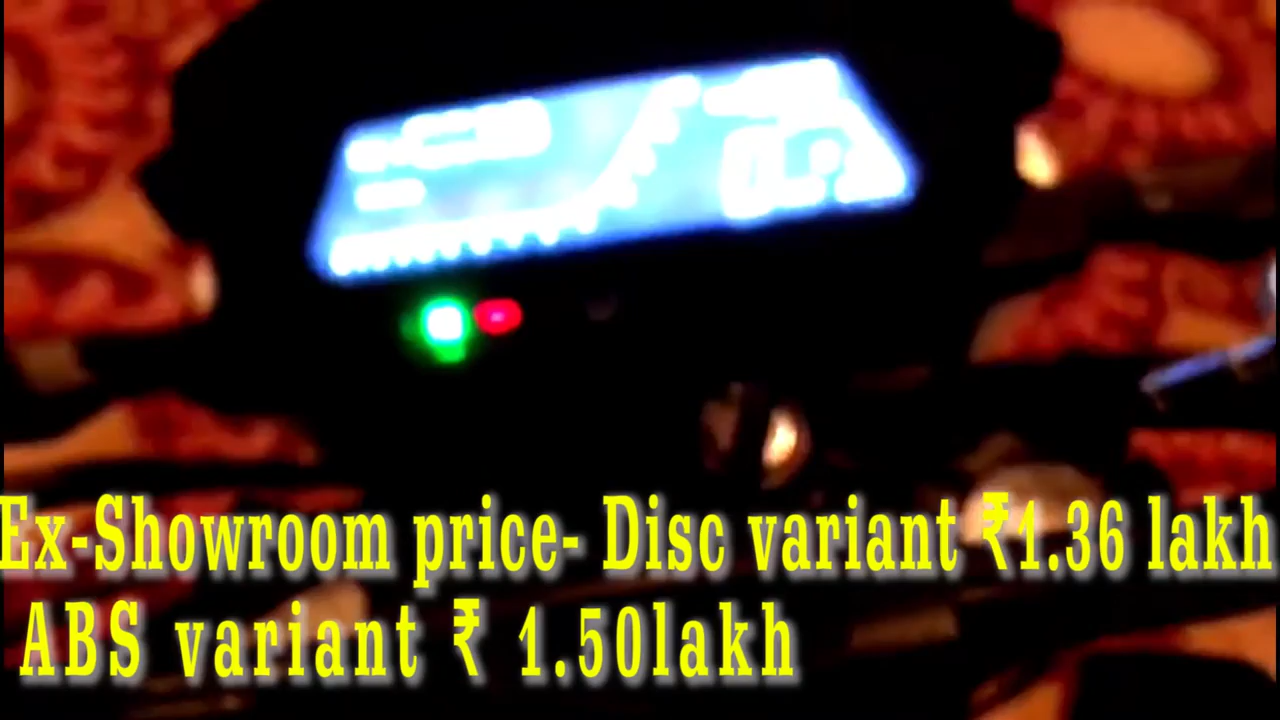 Ex-Showroom price- Disc variant ₹1.36 lakh
ABS variant ₹ 1.50lakh